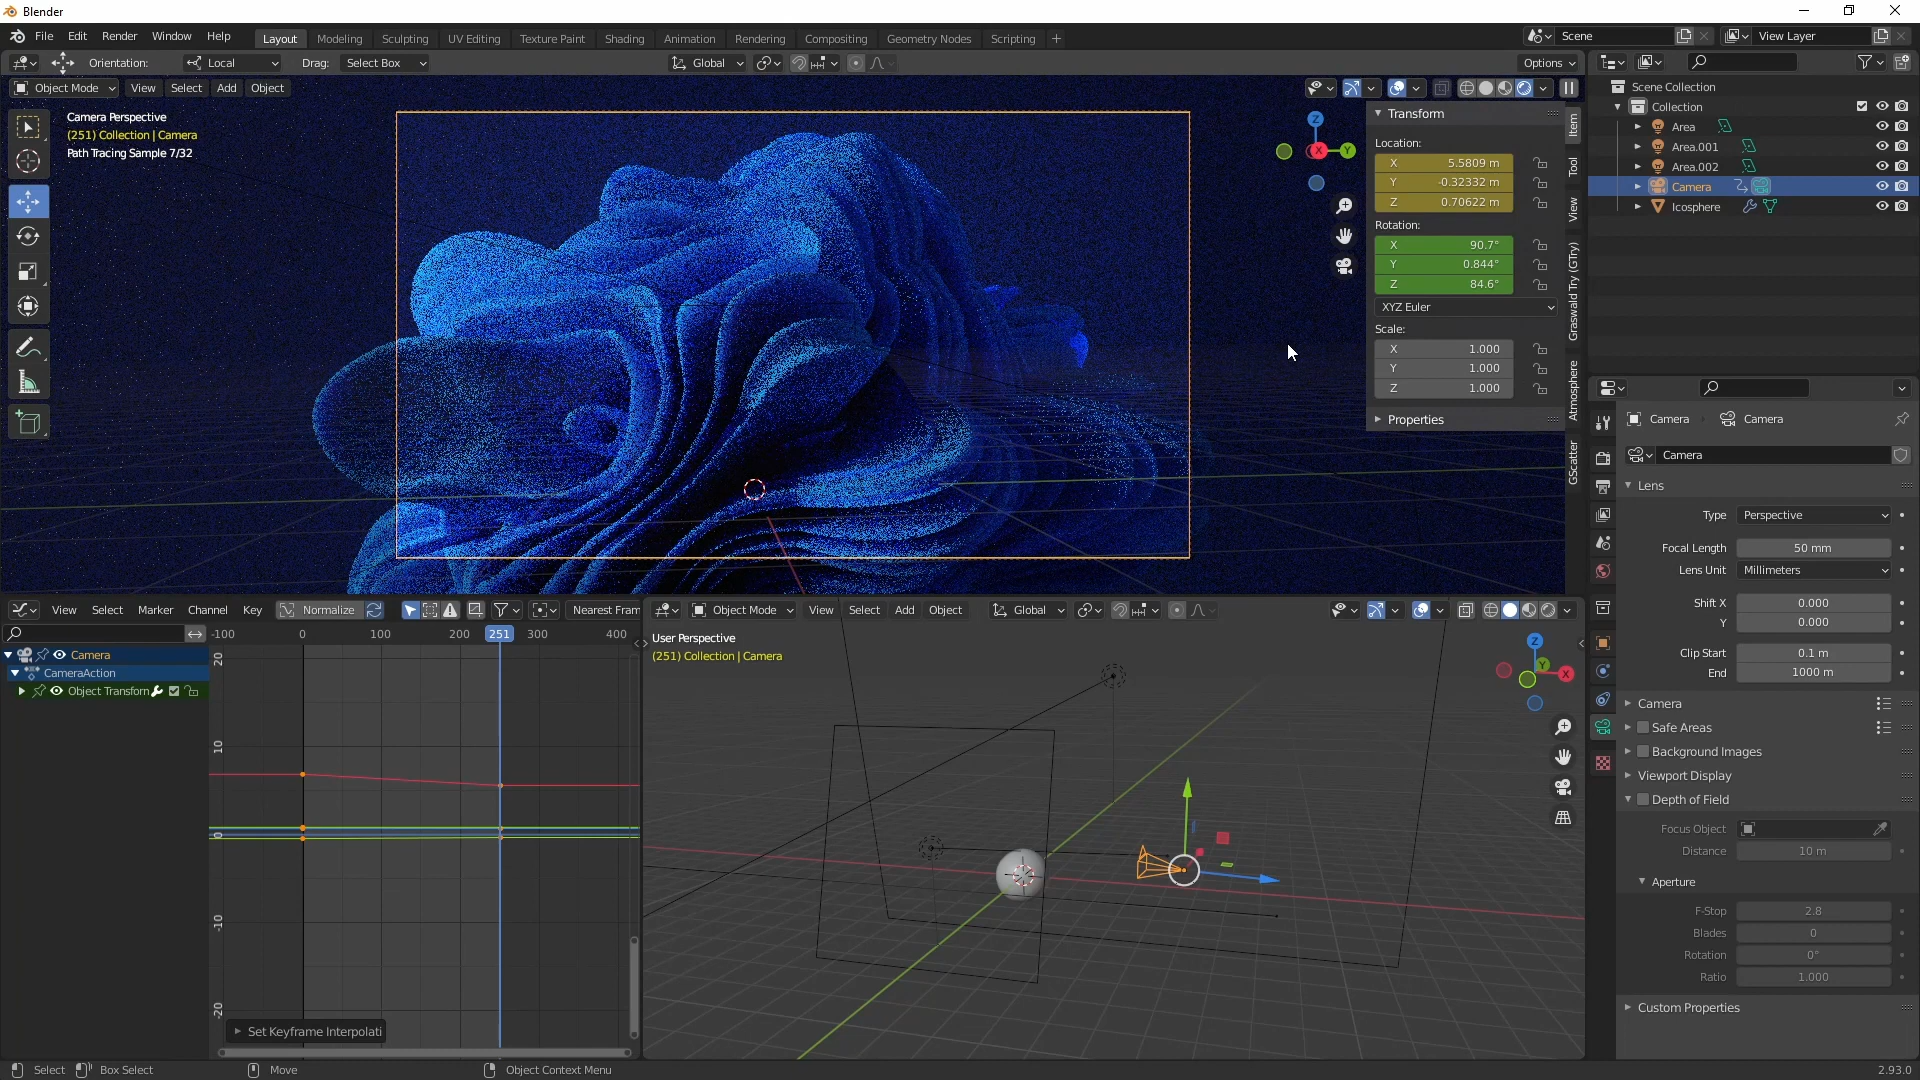 Blender
File Edit Render Window Help Layout Modeling Sculpting UV Editing Texture Paint Shading Animation Rendering Compositing Geometry Nodes Scripting + Scene View Layer
Orientation: Local Drag: Select Box Global Options
Object Mode View Select Add Object
Camera Perspective
(251) Collection | Camera
Path Tracing Sample 7/32
Z
X
Y
Transform
Location:
X 5.5809 m
Y -0.32332 m
Z 0.70622 m
Rotation:
X 90.7°
Y 0.844°
Z 84.6°
XYZ Euler
Scale:
X 1.000
Y 1.000
Z 1.000
Properties
Item
Tool
View
Graswald Try (GTry)
Atmosphere
GScatter
Scene Collection
Collection
Area
Area.001
Area.002
Camera
Icosphere
Camera Camera
Camera
Lens
Type Perspective
Focal Length 50 mm
Lens Unit Millimeters
Shift X 0.000
Y 0.000
Clip Start 0.1 m
End 1000 m
Camera
Safe Areas
Background Images
Viewport Display
Depth of Field
Focus Object
Distance 10 m
Aperture
F-Stop 2.8
Blades 0
Rotation 0°
Ratio 1.000
Custom Properties
View Select Marker Channel Key Normalize Nearest Fram
-100 0 100 200 251 300 400
Camera
CameraAction
Object Transform
20
10
0
-10
-20
Set Keyframe Interpolati
Object Mode View Select Add Object Global
User Perspective
(251) Collection | Camera
Z
Y
X
Select Box Select Move Object Context Menu 2.93.0